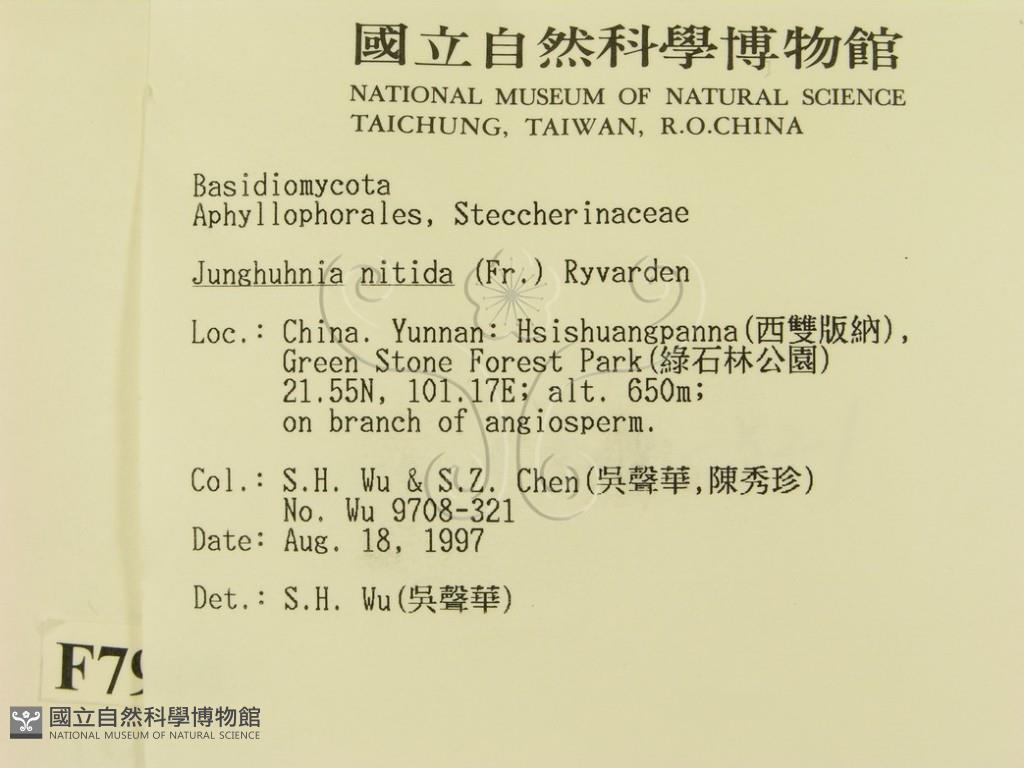 國立自然科學博物館
NATIONAL MUSEUM OF NATURAL SCIENCE
TAICHUNG, TAIWAN, R.O.CHINA
Basidiomycota
Aphyllophorales, Steccherinaceae
Junghuhnia nitida (Fr.) Ryvarden
Loc.: China. Yunnan: Hsishuangpanna(西雙版納),
Green Stone Forest Park(綠石林公園)
21.55N, 101.17E; alt. 650m;
on branch of angiosperm.
Col.: S.H. Wu & S.Z. Chen(吳聲華,陳秀珍)
No. Wu 9708-321
Date: Aug. 18, 1997
Det.: S.H. Wu(吳聲華)
F79
國立自然科學博物館
NATIONAL MUSEUM OF NATURAL SCIENCE